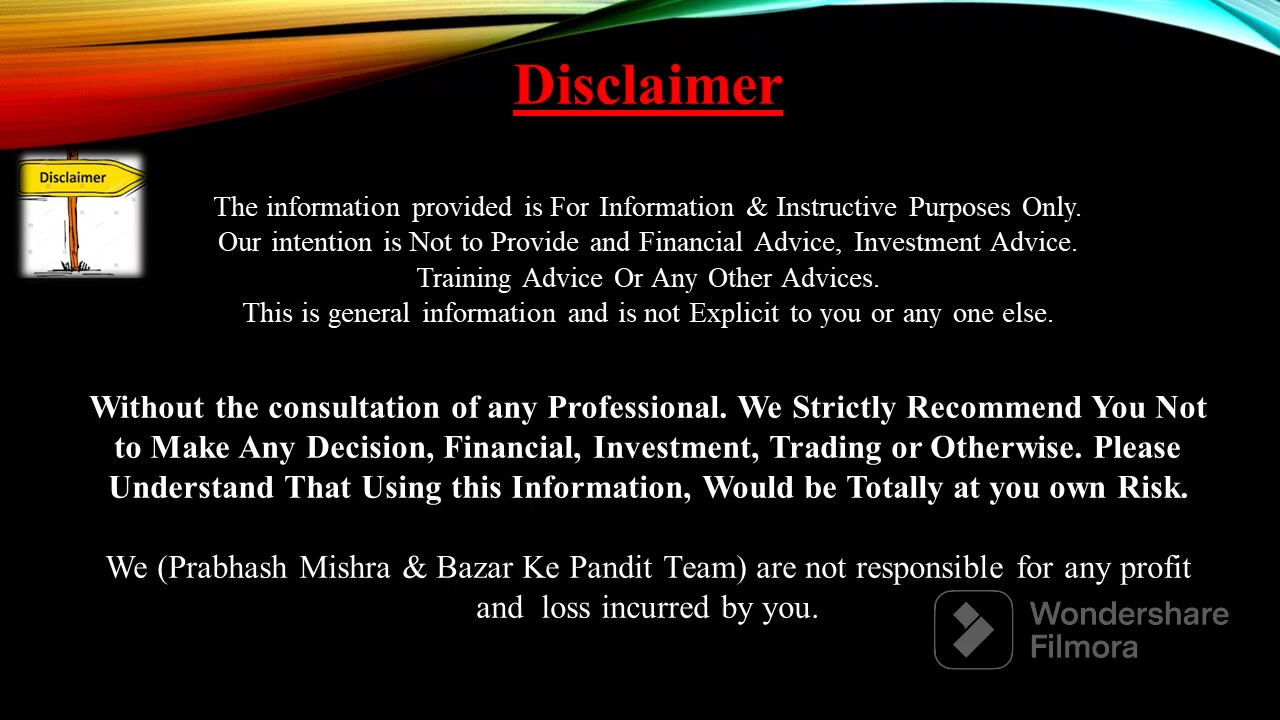 Disclaimer
Disclaimer
The information provided is For Information & Instructive Purposes Only.
Our intention is Not to Provide and Financial Advice, Investment Advice.
Training Advice Or Any Other Advices.
This is general information and is not Explicit to you or any one else.
Without the consultation of any Professional. We Strictly Recommend You Not
to Make Any Decision, Financial, Investment, Trading or Otherwise. Please
Understand That Using this Information, Would be Totally at you own Risk.
We (Prabhash Mishra & Bazar Ke Pandit Team) are not responsible for any profit
and loss incurred by you.
Wondershare
Filmora